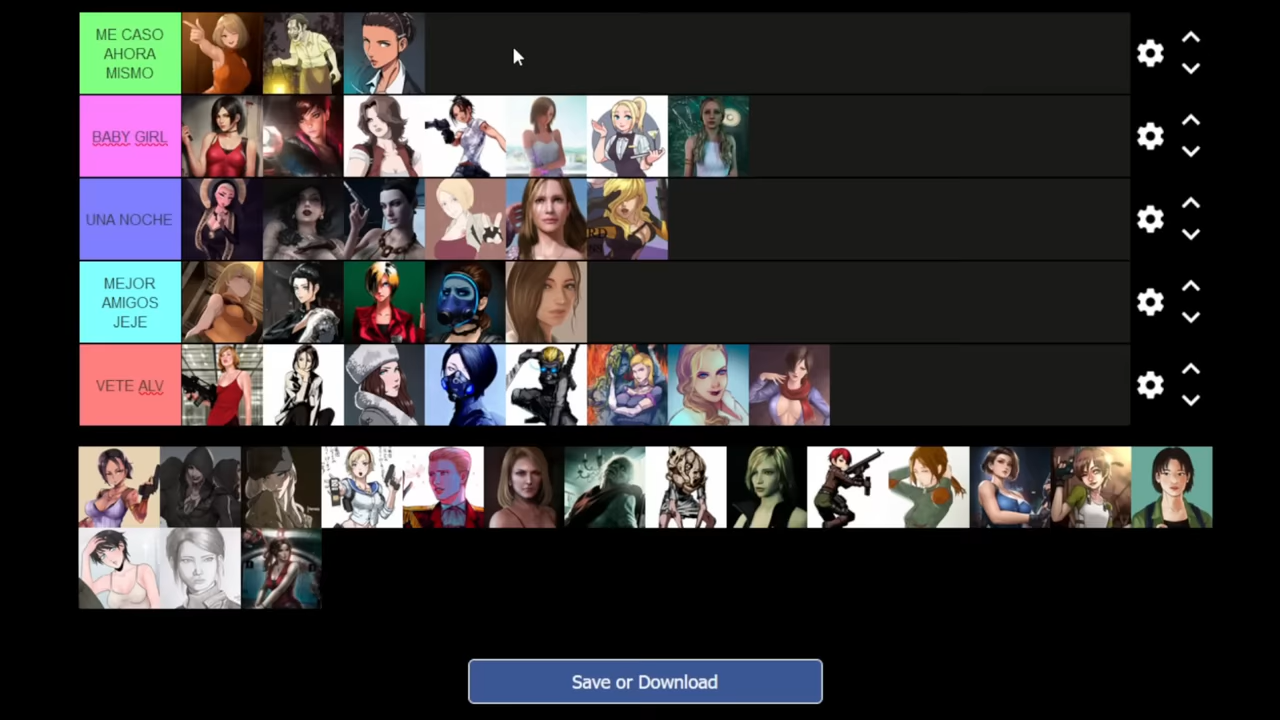 ME CASO
AHORA
MISMO
BABY GIRL
UNA NOCHE
MEJOR
AMIGOS
JEJE
VETE ALV
Save or Download